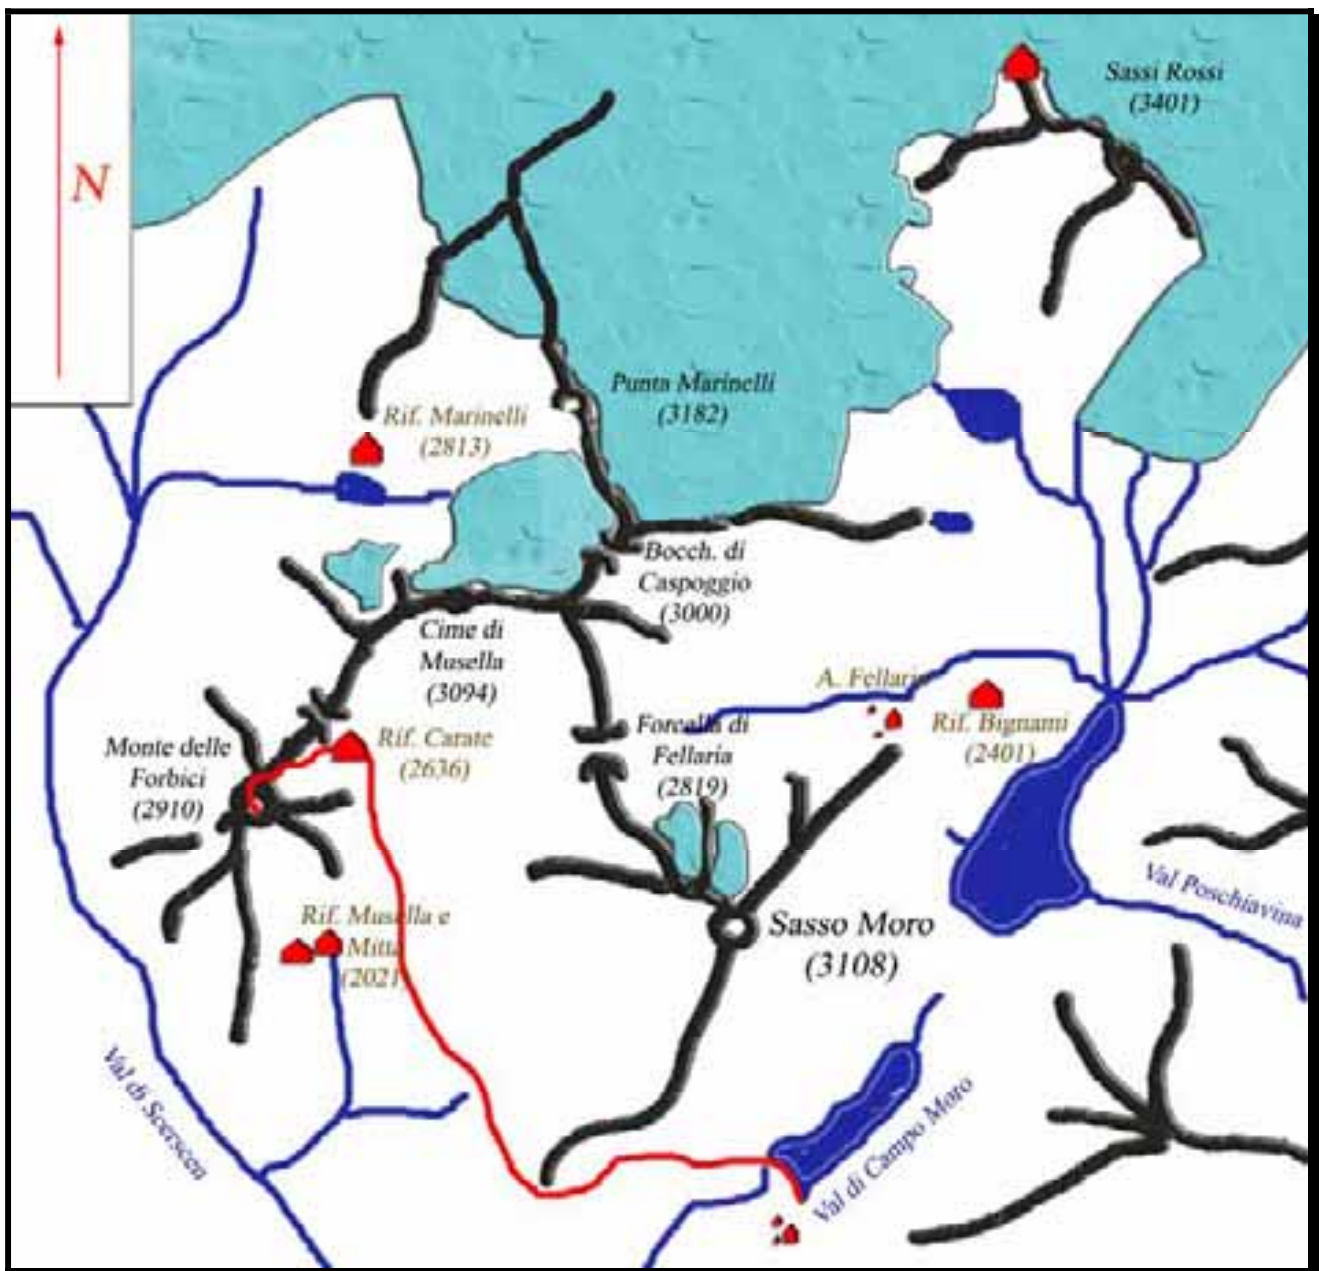 N
Sassi Rossi
(3401)
Punta Marinelli
(3182)
Rif. Marinelli
(2813)
Bocch. di
Caspoggio
(3000)
Cime di
Musella
(3094)
A. Fellaria
Rif. Bignami
(2401)
Forcella di
Fellaria
(2819)
Rif. Carate
(2636)
Monte delle
Forbici
(2910)
Val Poschiavina
Rif. Musella e
Mitta
(2021)
Sasso Moro
(3108)
Val di Scerscen
Val di Campo Moro